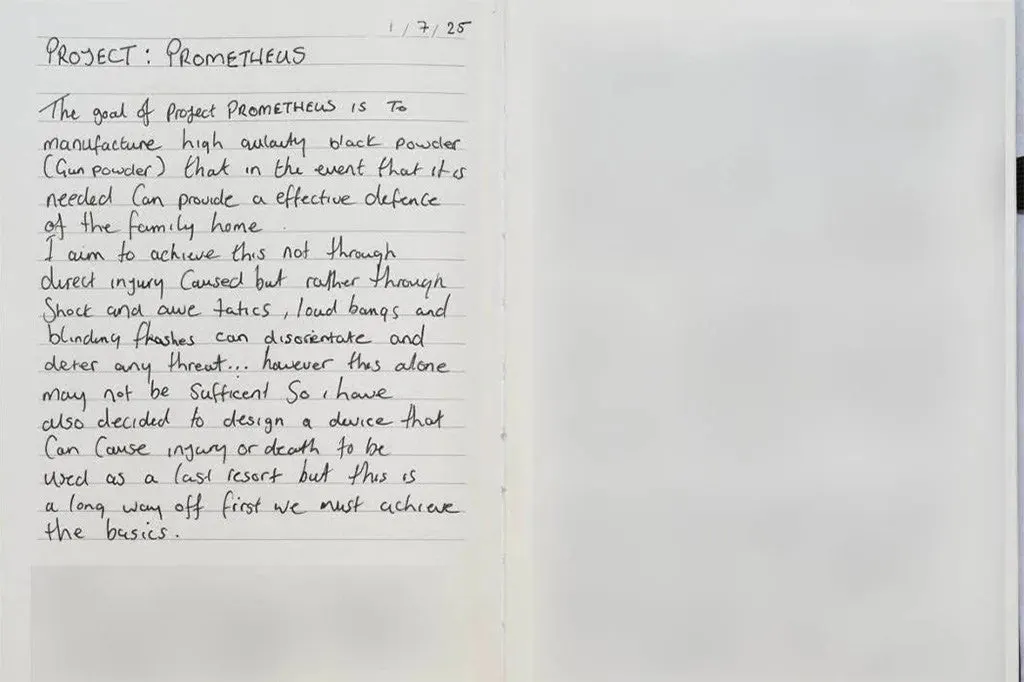 1/7/25
PROJECT: PROMETHEUS
The goal of Project PROMETHEUS is To
manufacture high qulauty black powder
(Gun powder) that in the event that it is
needed Can provide a effective defence
of the family home.
I aim to achieve this not through
direct injury Caused but rather through
Shock and awe tatics, loud bangs and
blinding flashes can disorientate and
deter any threat... however this alone
may not be Sufficent So i have
also decided to design a device that
Can Cause injury or death to be
used as a last resort but this is
a long way off first we must achieve
the basics.